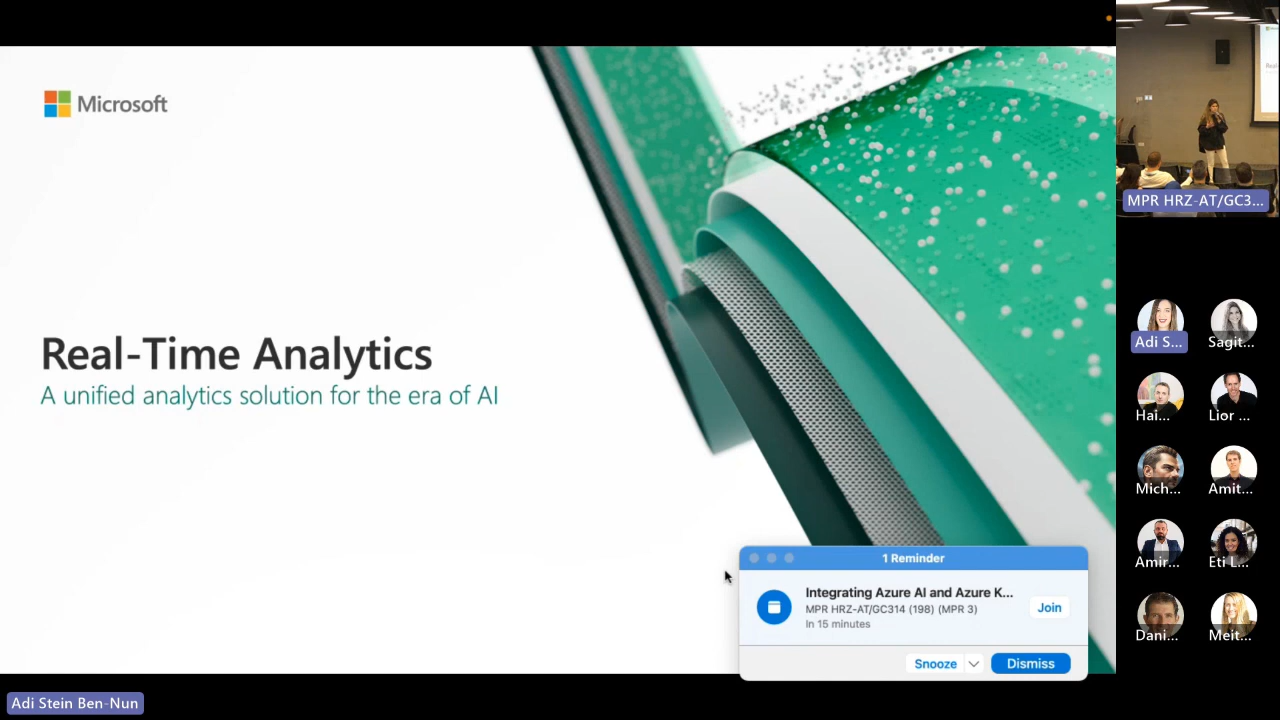 Microsoft
Real-Time Analytics
A unified analytics solution for the era of AI
1 Reminder
Integrating Azure AI and Azure K...
MPR HRZ-AT/GC314 (198) (MPR 3)
In 15 minutes
Join
Snooze
Dismiss
Adi Stein Ben-Nun
MPR HRZ-AT/GC3...
Adi S...
Sagit...
Hai...
Lior ...
Mich...
Amit...
Amir...
Eti L...
Dani...
Meit...